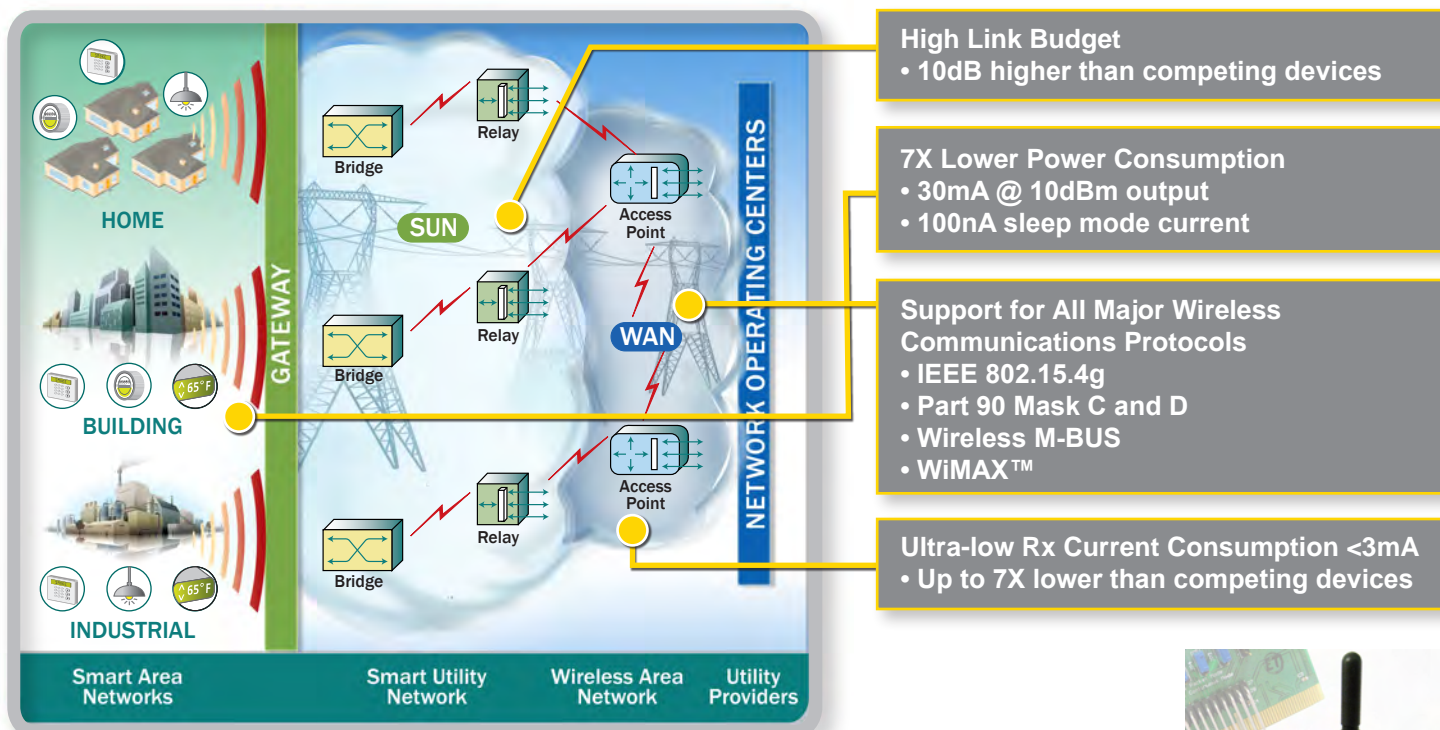 HOME
BUILDING
65°F
INDUSTRIAL
65°F
GATEWAY
Bridge
Relay
SUN
Access
Point
Bridge
Relay
WAN
Bridge
Relay
Access
Point
NETWORK OPERATING CENTERS
Smart Area
Networks
Smart Utility
Network
Wireless Area
Network
Utility
Providers
High Link Budget
• 10dB higher than competing devices
7X Lower Power Consumption
• 30mA @ 10dBm output
• 100nA sleep mode current
Support for All Major Wireless
Communications Protocols
• IEEE 802.15.4g
• Part 90 Mask C and D
• Wireless M-BUS
• WiMAX™
Ultra-low Rx Current Consumption <3mA
• Up to 7X lower than competing devices